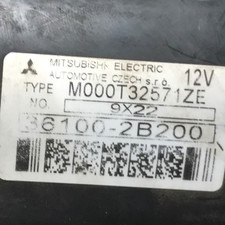 MITSUBISHI ELECTRIC
AUTOMOTIVE CZECH s.r.o. 12V
TYPE M000T32571ZE
NO. 9X22
36100-2B200